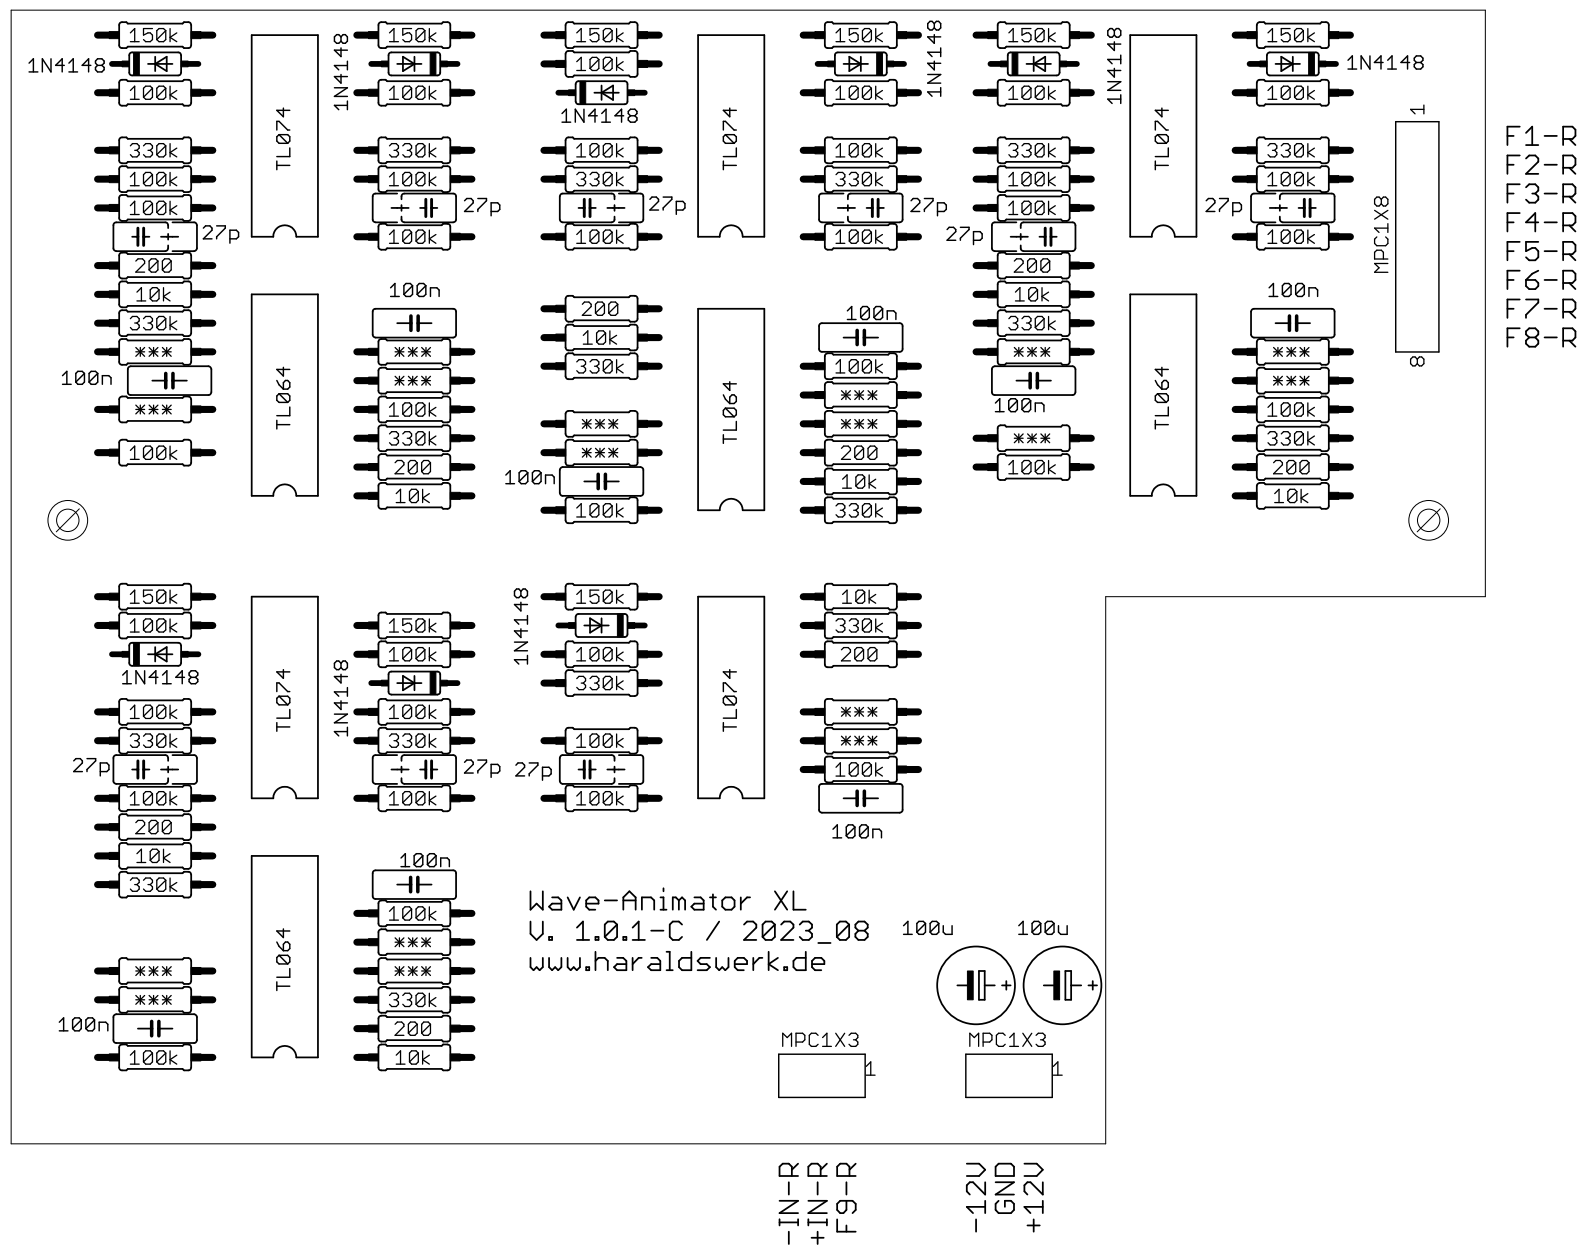 150k
1N4148
100k
330k
100k
100k
27p
200
10k
330k
***
100n
***
100k
TL074
TL064
150k
1N4148
100k
330k
100k
27p
100k
100n
***
***
100k
330k
200
10k
150k
100k
1N4148
100k
330k
27p
100k
200
10k
330k
***
***
100n
100k
TL074
TL064
150k
1N4148
100k
100k
330k
27p
100k
100n
100k
***
***
200
10k
330k
150k
1N4148
100k
330k
100k
100k
27p
200
10k
330k
***
100n
***
100k
TL074
TL064
150k
1N4148
100k
330k
100k
27p
100k
100n
***
***
100k
330k
200
10k
1
MPC1X8
8
F1-R
F2-R
F3-R
F4-R
F5-R
F6-R
F7-R
F8-R
150k
100k
1N4148
100k
330k
27p
100k
200
10k
330k
***
***
100n
100k
TL074
TL064
150k
100k
1N4148
100k
330k
27p
100k
100n
100k
***
***
330k
200
10k
150k
1N4148
100k
330k
100k
27p
100k
TL074
10k
330k
200
***
***
100k
100n
Wave-Animator XL
V. 1.0.1-C / 2023_08
www.haraldswerk.de
100u
100u
+
+
MPC1X3
1
MPC1X3
1
-IN-R
+IN-R
F9-R
-12V
GND
+12V